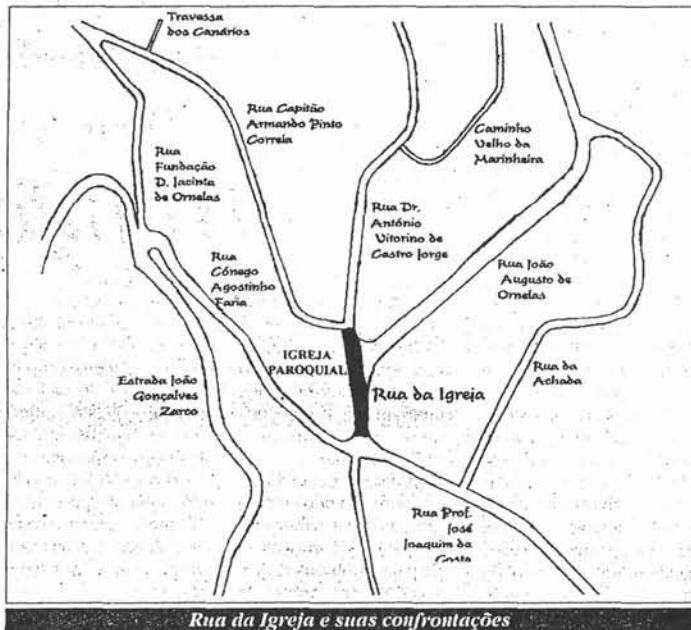 Travessa
dos Canários
Rua Capitão
Armando Pinto
Correia
Caminho
Velho da
Marinheira
Rua
Fundação
D. Jacinta
de Ornelas
Rua Dr.
António
Vitorino de
Castro Jorge
Rua
Cónego
Agostinho
Faria
Rua João
Augusto de
Ornelas
IGREJA
PAROQUIAL
Rua da Igreja
Rua da
Achada
Estrada João
Gonçalves
Zarco
Rua Prof.
José
Joaquim da
Costa
Rua da Igreja e suas confrontações